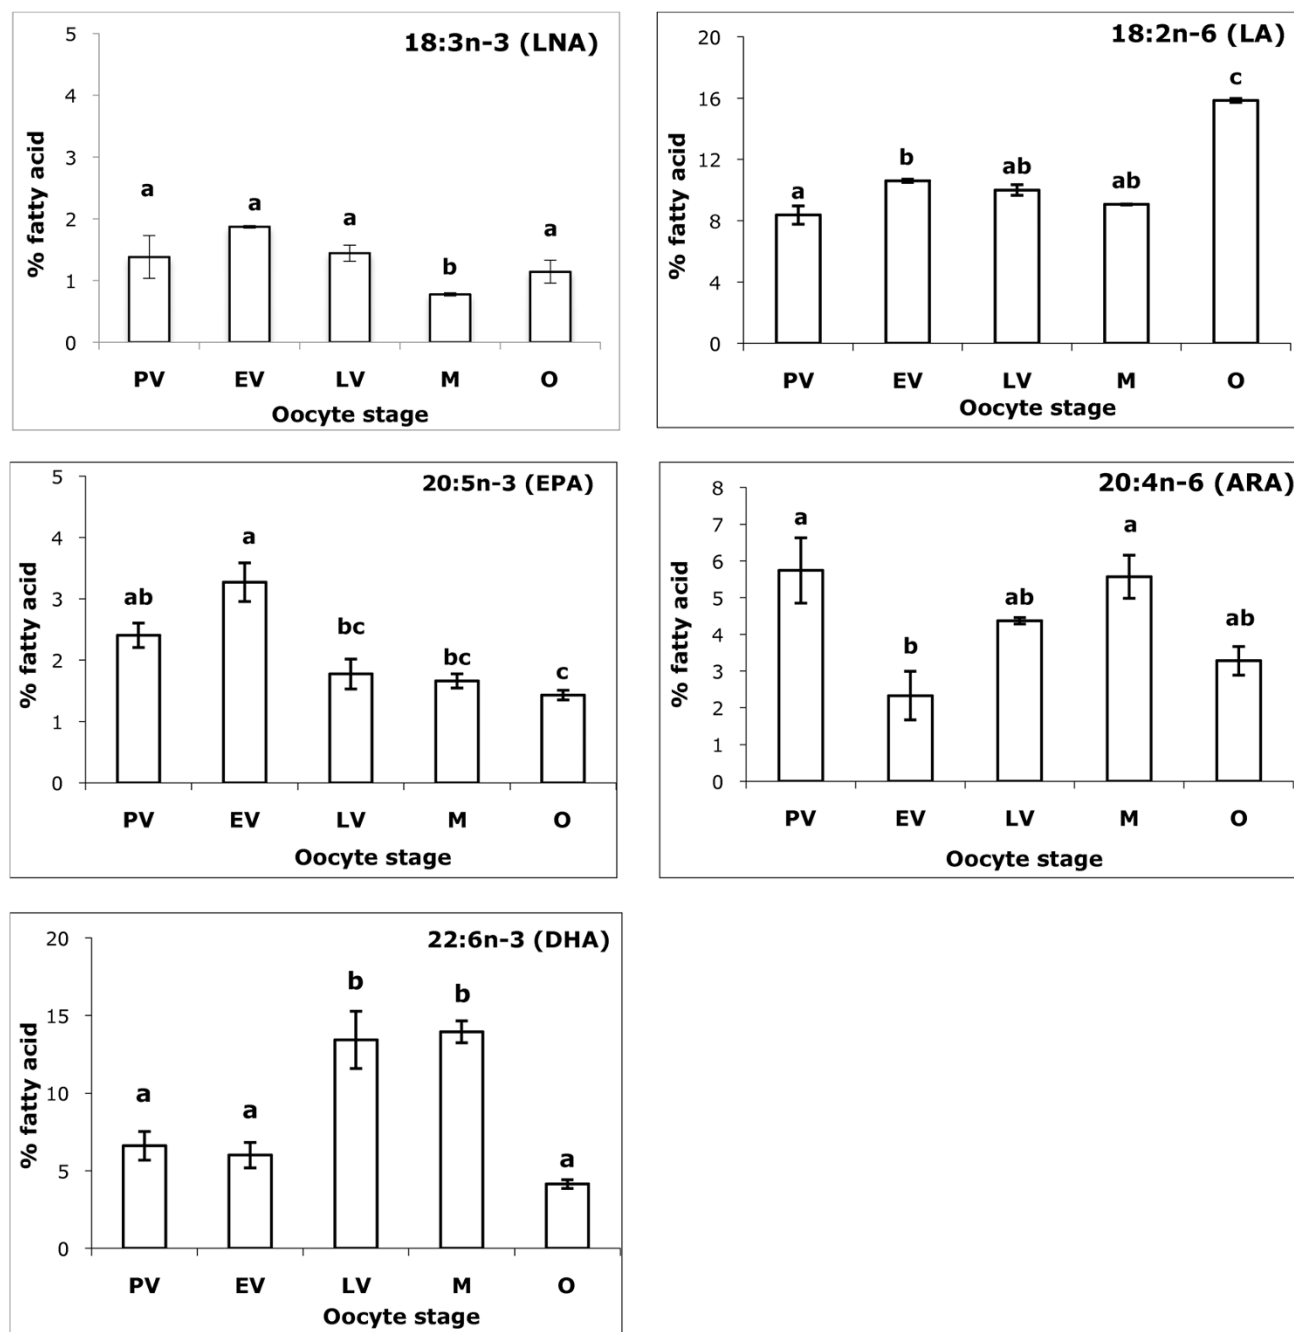 18:3n-3 (LNA)
% fatty acid
5
4
3
2
1
0
a
a
a
b
a
PV EV LV M O
Oocyte stage
18:2n-6 (LA)
% fatty acid
20
16
12
8
4
0
a
b
ab
ab
c
PV EV LV M O
Oocyte stage
20:5n-3 (EPA)
% fatty acid
5
4
3
2
1
0
ab
a
bc
bc
c
PV EV LV M O
Oocyte stage
20:4n-6 (ARA)
% fatty acid
8
7
6
5
4
3
2
1
0
a
b
ab
a
ab
PV EV LV M O
Oocyte stage
22:6n-3 (DHA)
% fatty acid
20
15
10
5
0
a
a
b
b
a
PV EV LV M O
Oocyte stage